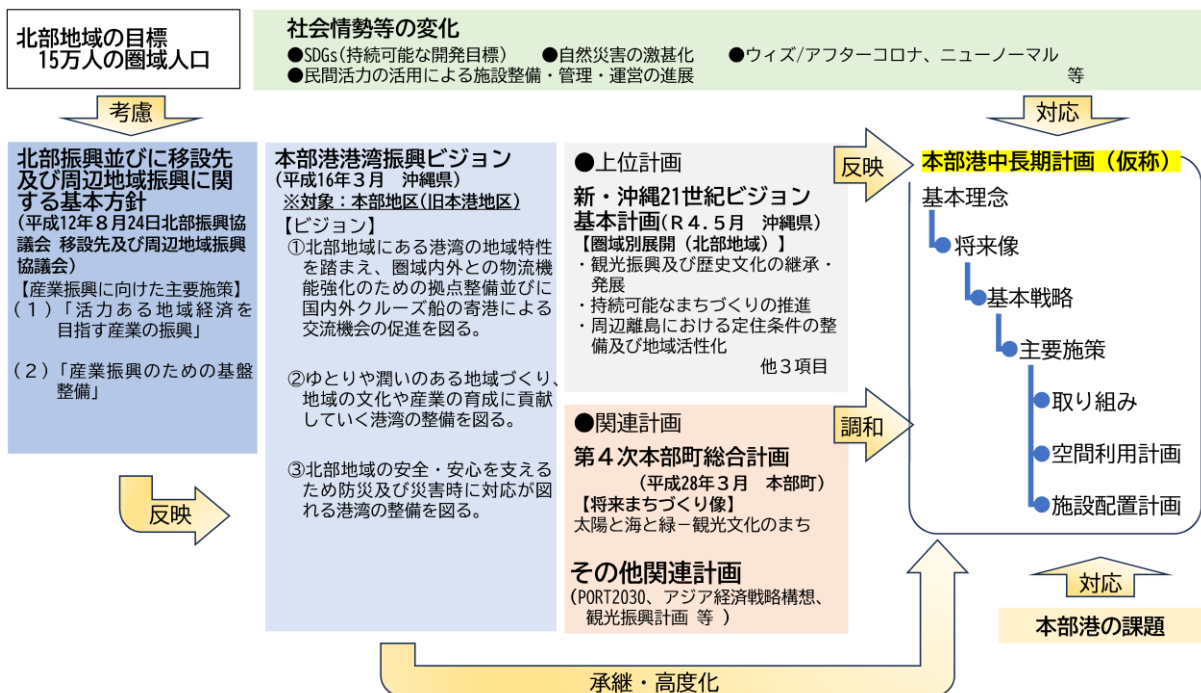 北部地域の目標
15万人の圏域人口
社会情勢等の変化
●SDGs(持続可能な開発目標)　●自然災害の激甚化　●ウィズ/アフターコロナ、ニューノーマル
●民間活力の活用による施設整備・管理・運営の進展
等
考慮
対応
北部振興並びに移設先
及び周辺地域振興に関
する基本方針
(平成12年８月24日北部振興協
議会 移設先及び周辺地域振興
協議会)
【産業振興に向けた主要施策】
（１）「活力ある地域経済を
目指す産業の振興」
（２）「産業振興のための基盤
整備」
反映
本部港港湾振興ビジョン
(平成16年３月　沖縄県)
※対象：本部地区(旧本港地区)
【ビジョン】
①北部地域にある港湾の地域特性
を踏まえ、圏域内外との物流機
能強化のための拠点整備並びに
国内外クルーズ船の寄港による
交流機会の促進を図る。
②ゆとりや潤いのある地域づくり、
地域の文化や産業の育成に貢献
していく港湾の整備を図る。
③北部地域の安全・安心を支える
ため防災及び災害時に対応が図
れる港湾の整備を図る。
●上位計画
新・沖縄21世紀ビジョン
基本計画(Ｒ４.５月　沖縄県)
【圏域別展開（北部地域）】
・観光振興及び歴史文化の継承・
発展
・持続可能なまちづくりの推進
・周辺離島における定住条件の整
備及び地域活性化
他３項目
反映
●関連計画
第４次本部町総合計画
(平成28年３月　本部町)
【将来まちづくり像】
太陽と海と緑－観光文化のまち
その他関連計画
(PORT2030、アジア経済戦略構想、
観光振興計画 等 )
調和
本部港中長期計画（仮称）
基本理念
将来像
基本戦略
主要施策
取り組み
空間利用計画
施設配置計画
対応
本部港の課題
承継・高度化